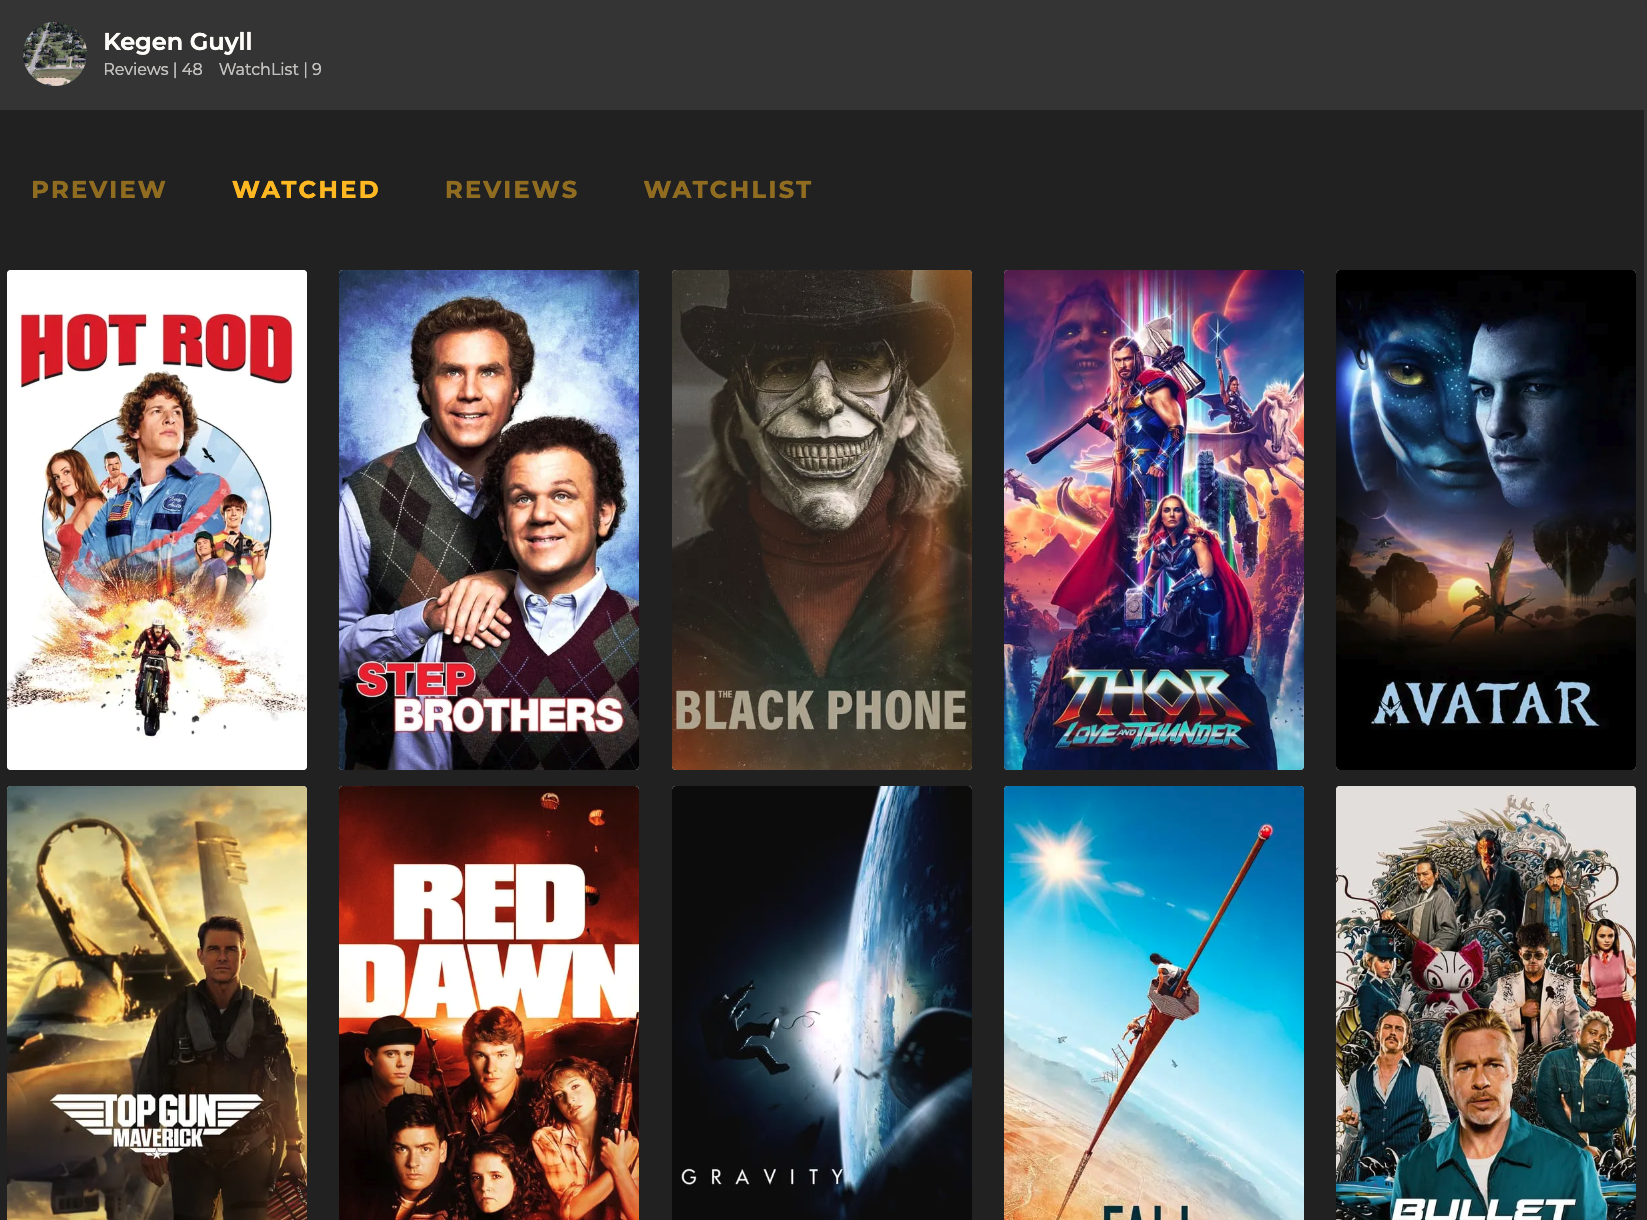 Kegen Guyll
Reviews | 48 WatchList | 9
PREVIEW WATCHED REVIEWS WATCHLIST
HOT ROD
STEP
BROTHERS
THE
BLACK PHONE
THOR
LOVE AND THUNDER
AVATAR
TOP GUN
MAVERICK
RED
DAWN
GRAVITY
FALL
BULLET